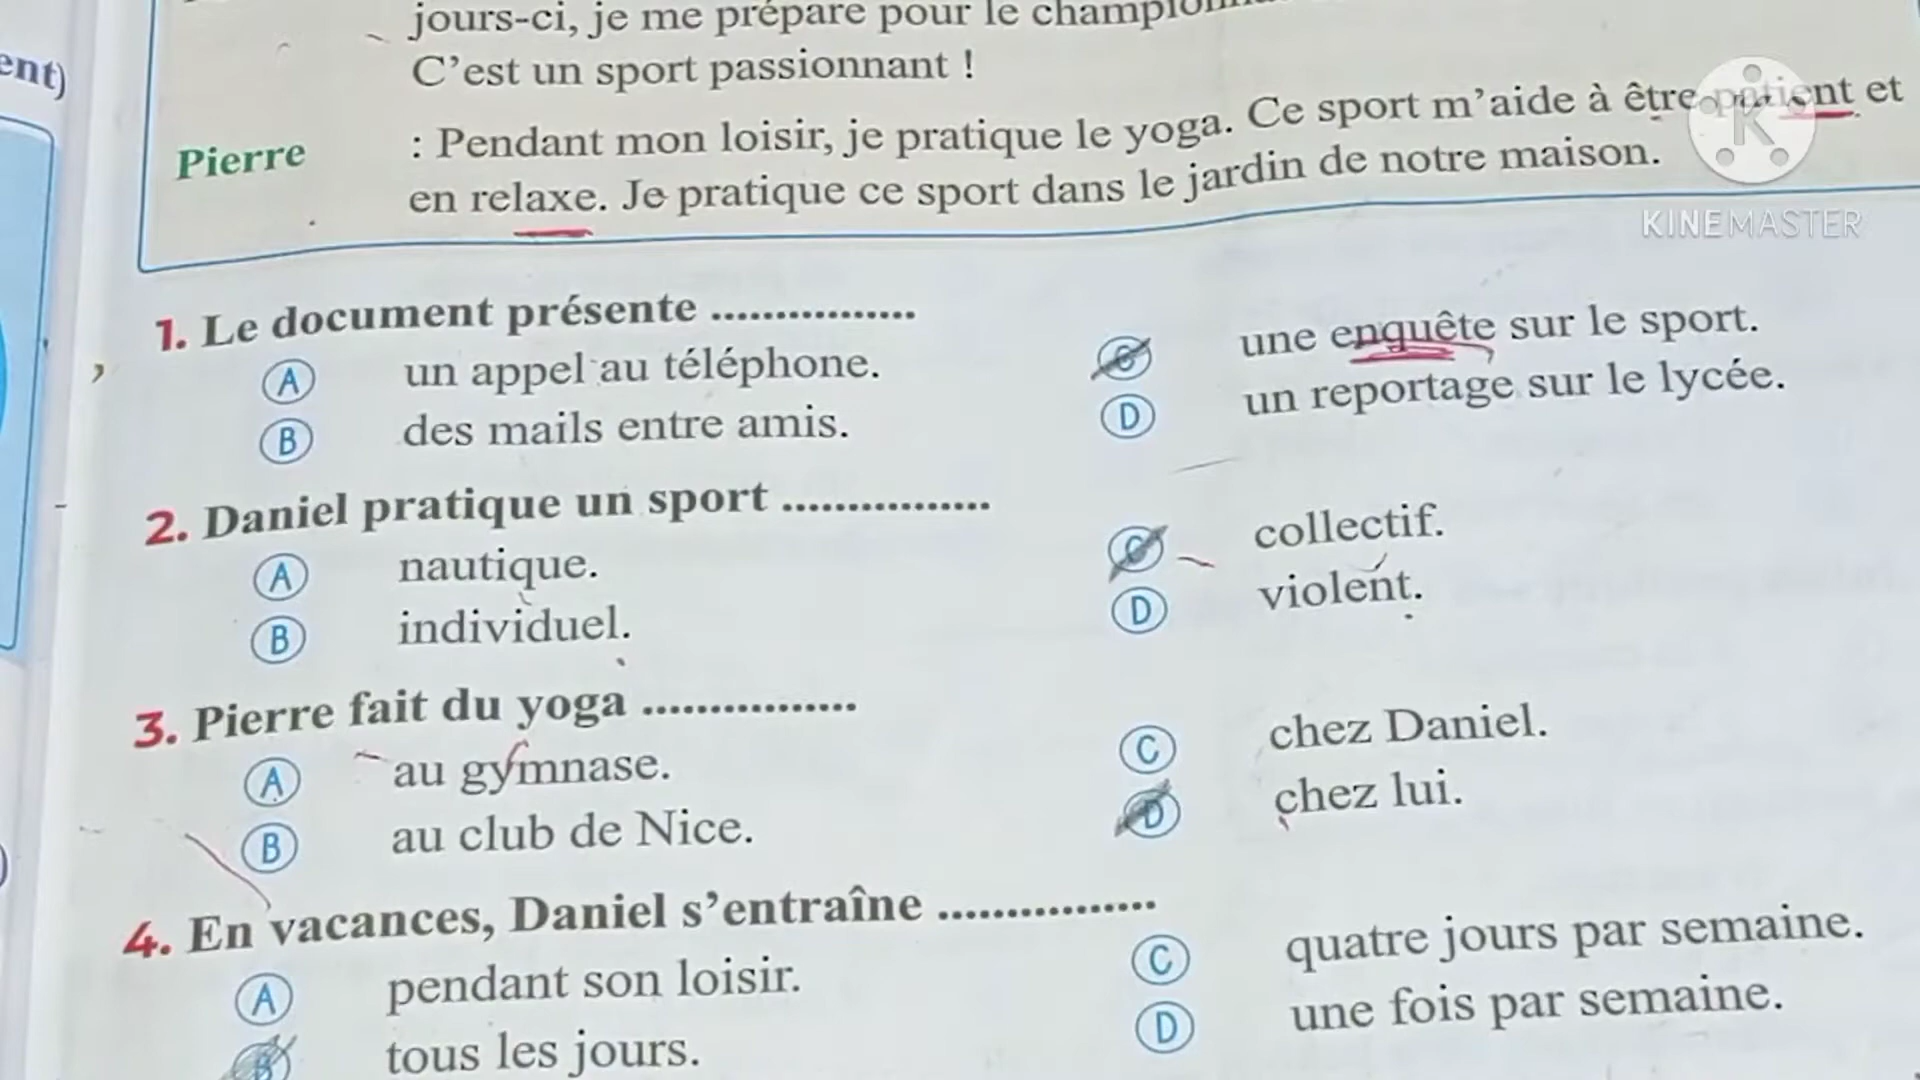 jours-ci, je me prépare pour le
C'est un sport passionnant !
ent)
Pierre : Pendant mon loisir, je pratique le yoga. Ce sport m'aide à être patient et
en relaxe. Je pratique ce sport dans le jardin de notre maison.
KINEMASTER
1. Le document présente ................
A un appel au téléphone.
B des mails entre amis.
C une enquête sur le sport.
D un reportage sur le lycée.
2. Daniel pratique un sport ................
A nautique.
B individuel.
C collectif.
D violent.
3. Pierre fait du yoga ................
A au gymnase.
B au club de Nice.
C chez Daniel.
D chez lui.
4. En vacances, Daniel s'entraîne ................
A pendant son loisir.
B tous les jours.
C quatre jours par semaine.
D une fois par semaine.